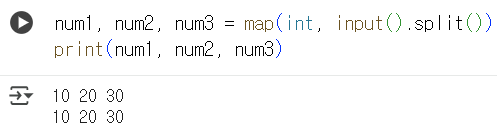 num1, num2, num3 = map(int, input().split())
print(num1, num2, num3)
10 20 30
10 20 30